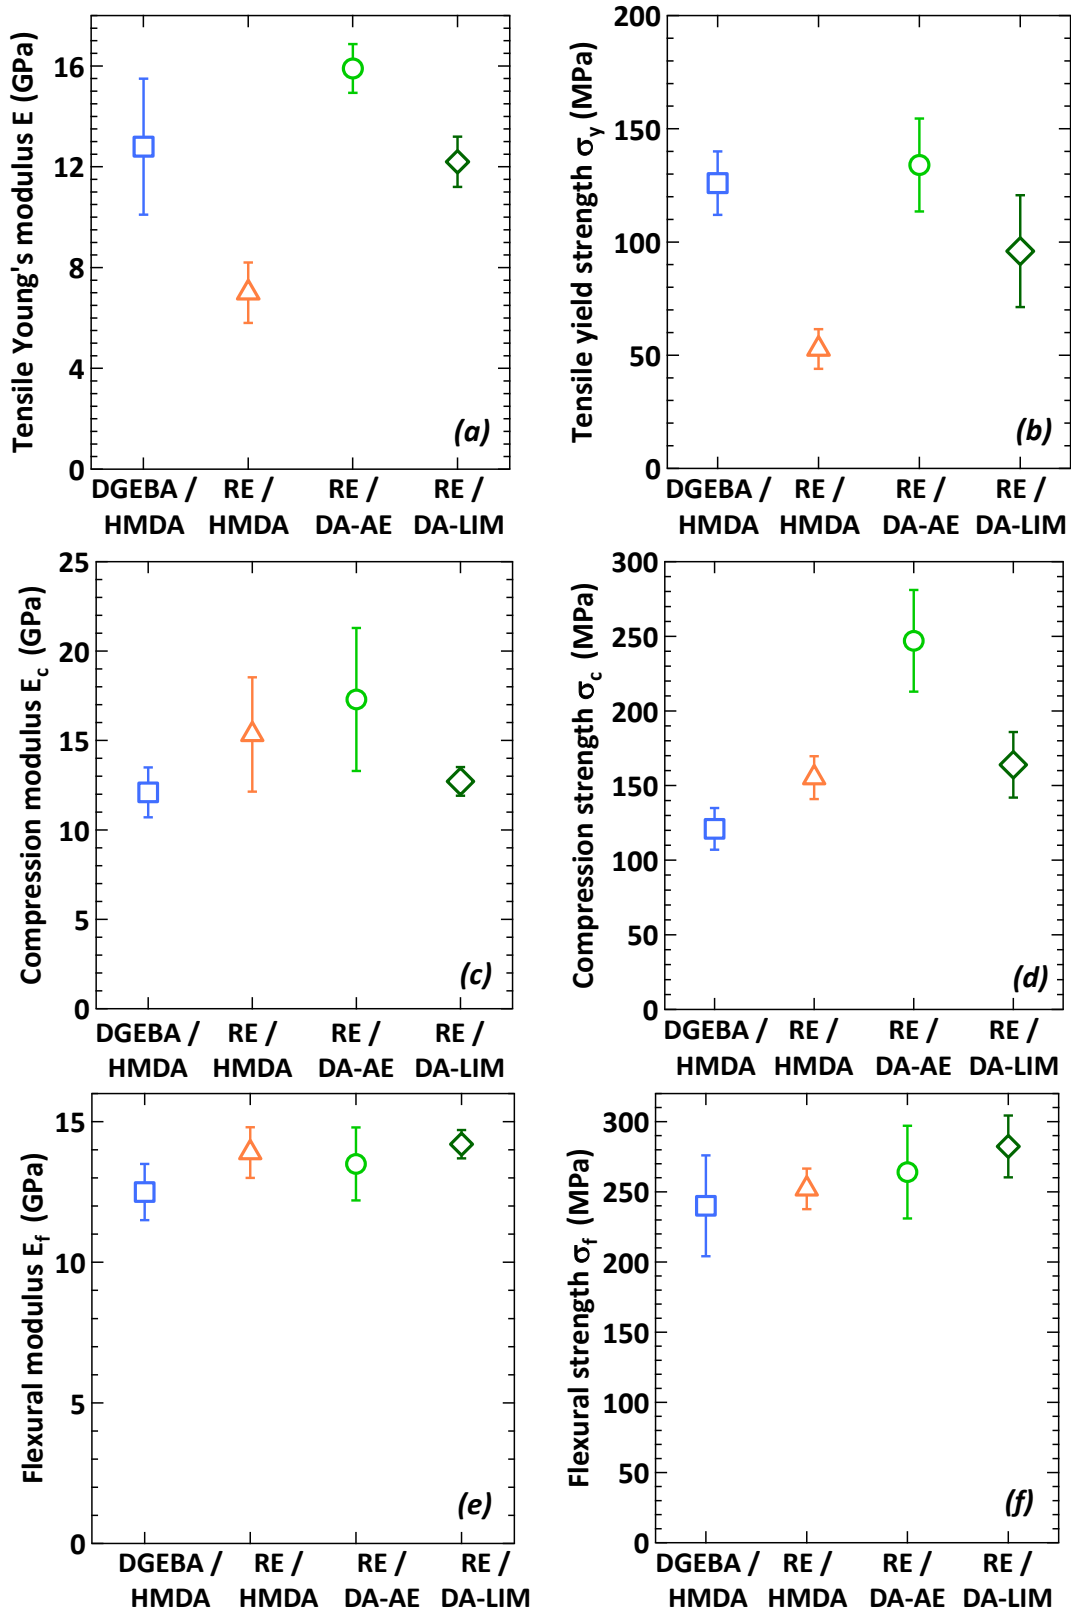 Tensile Young's modulus E (GPa)
16
12
8
4
0
(a)
DGEBA / RE / RE / RE /
HMDA HMDA DA-AE DA-LIM
Tensile yield strength σy (MPa)
200
150
100
50
0
(b)
DGEBA / RE / RE / RE /
HMDA HMDA DA-AE DA-LIM
Compression modulus Ec (GPa)
25
20
15
10
5
0
(c)
DGEBA / RE / RE / RE /
HMDA HMDA DA-AE DA-LIM
Compression strength σc (MPa)
300
250
200
150
100
50
0
(d)
DGEBA / RE / RE / RE /
HMDA HMDA DA-AE DA-LIM
Flexural modulus Ef (GPa)
15
10
5
0
(e)
DGEBA / RE / RE / RE /
HMDA HMDA DA-AE DA-LIM
Flexural strength σf (MPa)
300
250
200
150
100
50
0
(f)
DGEBA / RE / RE / RE /
HMDA HMDA DA-AE DA-LIM